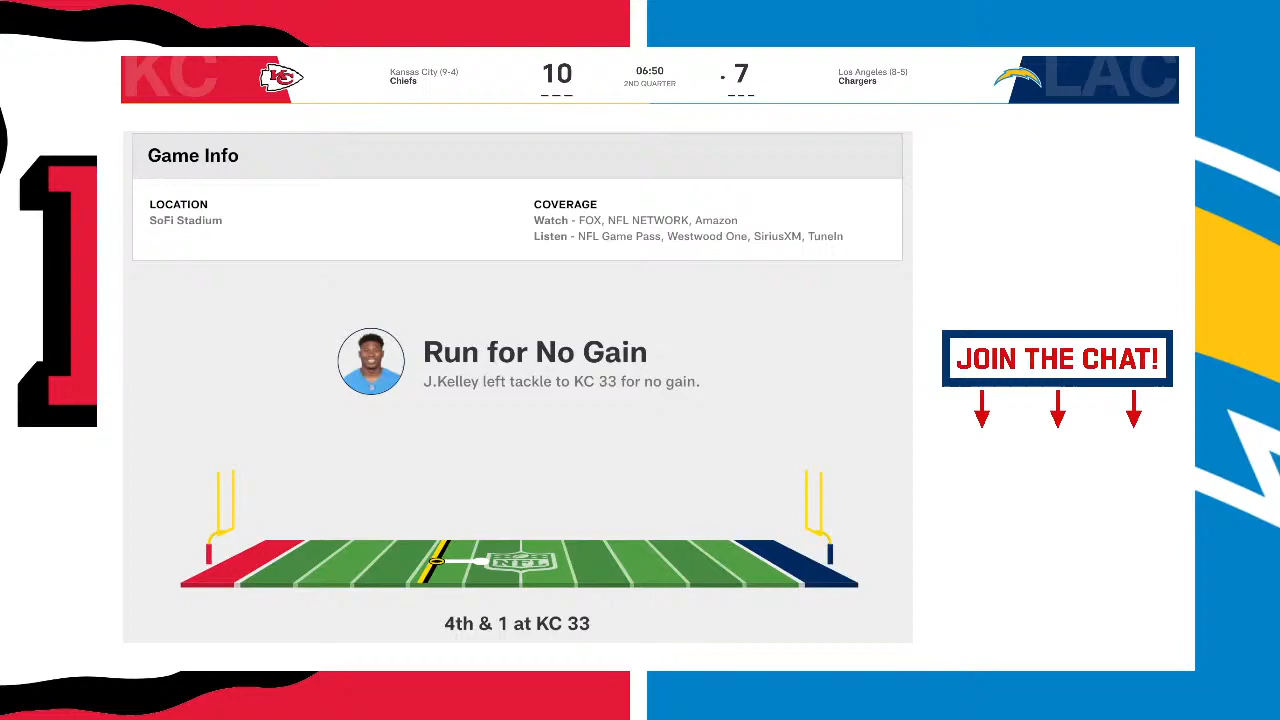 KC
KC
Kansas City (9-4)
Chiefs
10
06:50
2ND QUARTER
. 7
Los Angeles (8-5)
Chargers
LAC
Game Info
LOCATION
SoFi Stadium
COVERAGE
Watch - FOX, NFL NETWORK, Amazon
Listen - NFL Game Pass, Westwood One, SiriusXM, TuneIn
Run for No Gain
J.Kelley left tackle to KC 33 for no gain.
JOIN THE CHAT!
NFL
4th & 1 at KC 33